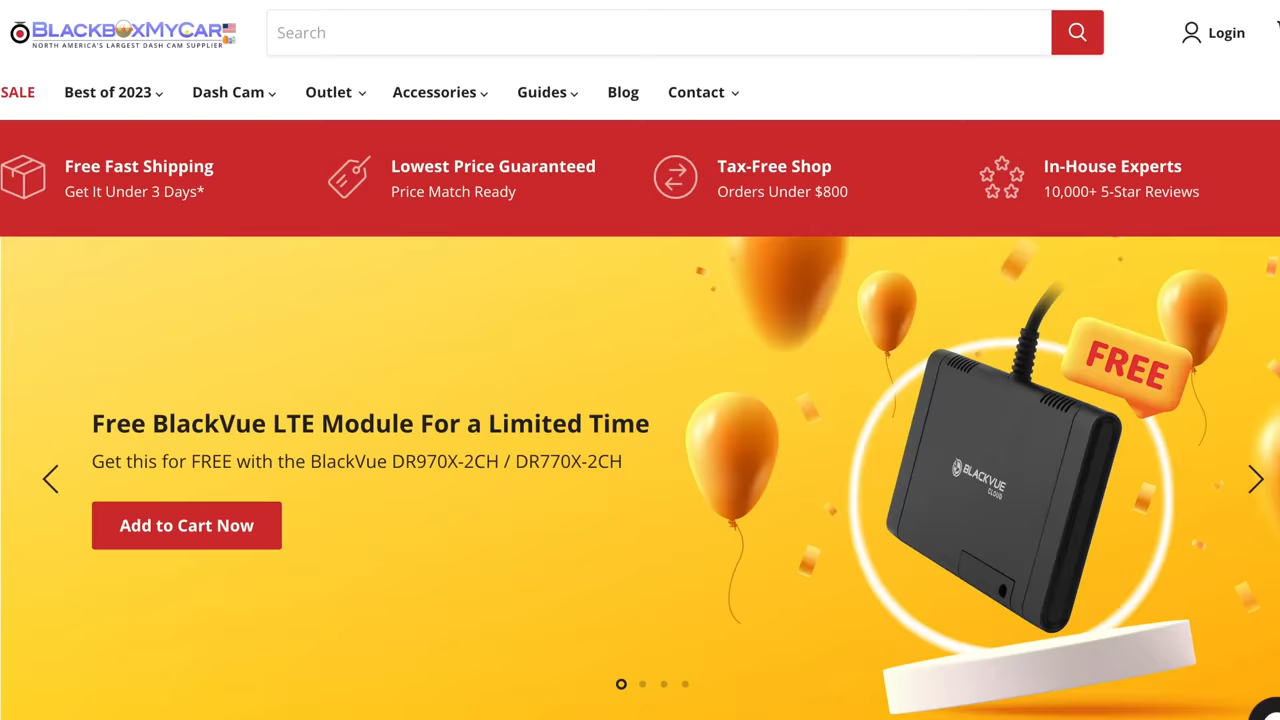 BLACKBOXMYCAR
NORTH AMERICA'S LARGEST DASH CAM SUPPLIER
Search
Login
SALE
Best of 2023
Dash Cam
Outlet
Accessories
Guides
Blog
Contact
Free Fast Shipping
Get It Under 3 Days*
Lowest Price Guaranteed
Price Match Ready
Tax-Free Shop
Orders Under $800
In-House Experts
10,000+ 5-Star Reviews
FREE
BLACKVUE
CLOUD
Free BlackVue LTE Module For a Limited Time
Get this for FREE with the BlackVue DR970X-2CH / DR770X-2CH
Add to Cart Now